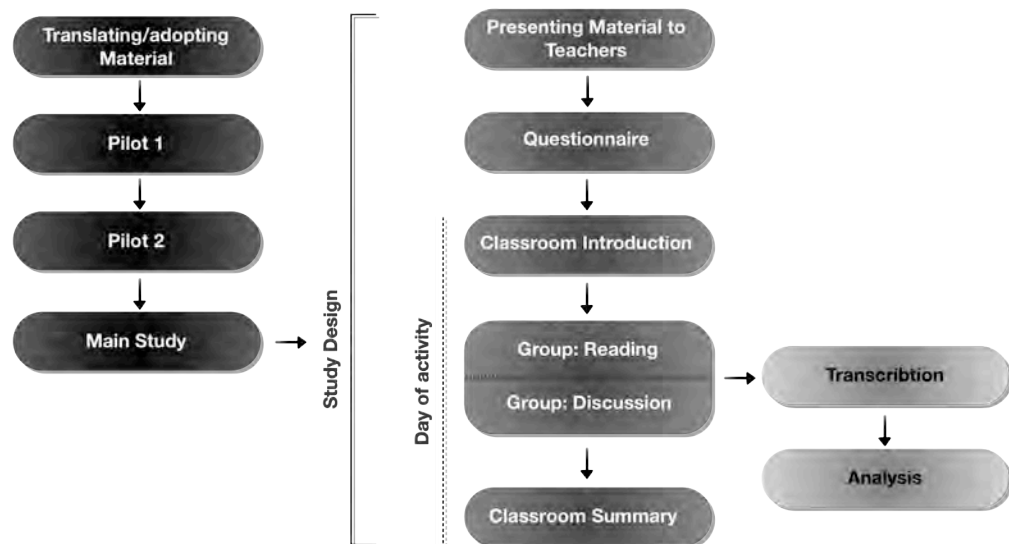 Translating/adopting
Material
Pilot 1
Pilot 2
Main Study
Study Design
Presenting Material to
Teachers
Questionnaire
Day of activity
Classroom Introduction
Group: Reading
Group: Discussion
Classroom Summary
Transcribtion
Analysis